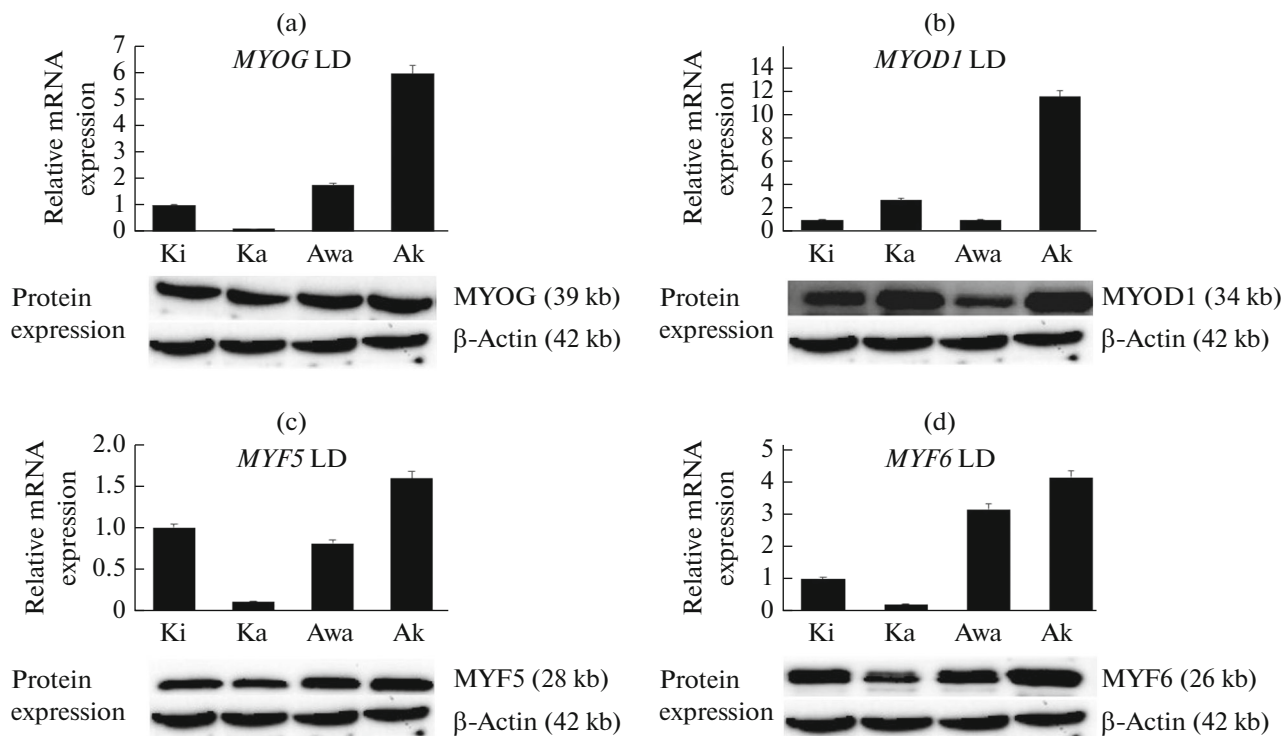 (a)
MYOG LD
Relative mRNA
expression
7
6
5
4
3
2
1
0
Ki Ka Awa Ak
Protein
expression
MYOG (39 kb)
β-Actin (42 kb)
(b)
MYOD1 LD
Relative mRNA
expression
14
12
10
8
6
4
2
0
Ki Ka Awa Ak
Protein
expression
MYOD1 (34 kb)
β-Actin (42 kb)
(c)
MYF5 LD
Relative mRNA
expression
2.0
1.5
1.0
0.5
0
Ki Ka Awa Ak
Protein
expression
MYF5 (28 kb)
β-Actin (42 kb)
(d)
MYF6 LD
Relative mRNA
expression
5
4
3
2
1
0
Ki Ka Awa Ak
Protein
expression
MYF6 (26 kb)
β-Actin (42 kb)